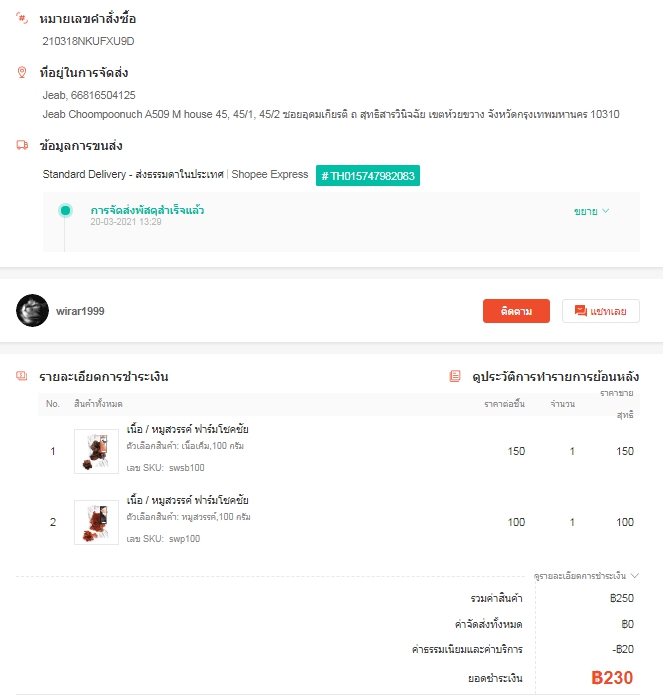 หมายเลขคำสั่งซื้อ
210318NKUFXU9D
ที่อยู่ในการจัดส่ง
Jeab, 66816504125
Jeab Choompoonuch A509 M house 45, 45/1, 45/2 ซอยอุดมเกียรติ ถ สุทธิสารวินิจฉัย เขตห้วยขวาง จังหวัดกรุงเทพมหานคร 10310
ข้อมูลการขนส่ง
Standard Delivery - ส่งธรรมดาในประเทศ | Shopee Express # TH015747982083
การจัดส่งพัสดุสำเร็จแล้ว ขยาย
20-03-2021 13:29
wirar1999 ติดตาม แชทเลย
รายละเอียดการชำระเงิน ดูประวัติการทำรายการย้อนหลัง
No. สินค้าทั้งหมด ราคาต่อชิ้น จำนวน ราคาขายสุทธิ
เนื้อ / หมูสวรรค์ ฟาร์มโชคชัย
1 ตัวเลือกสินค้า: เนื้อเค็ม,100 กรัม 150 1 150
เลข SKU: swsb100
เนื้อ / หมูสวรรค์ ฟาร์มโชคชัย
2 ตัวเลือกสินค้า: หมูสวรรค์,100 กรัม 100 1 100
เลข SKU: swp100
ดูรายละเอียดการชำระเงิน
รวมค่าสินค้า ฿250
ค่าจัดส่งทั้งหมด ฿0
ค่าธรรมเนียมและค่าบริการ -฿20
ยอดชำระเงิน ฿230